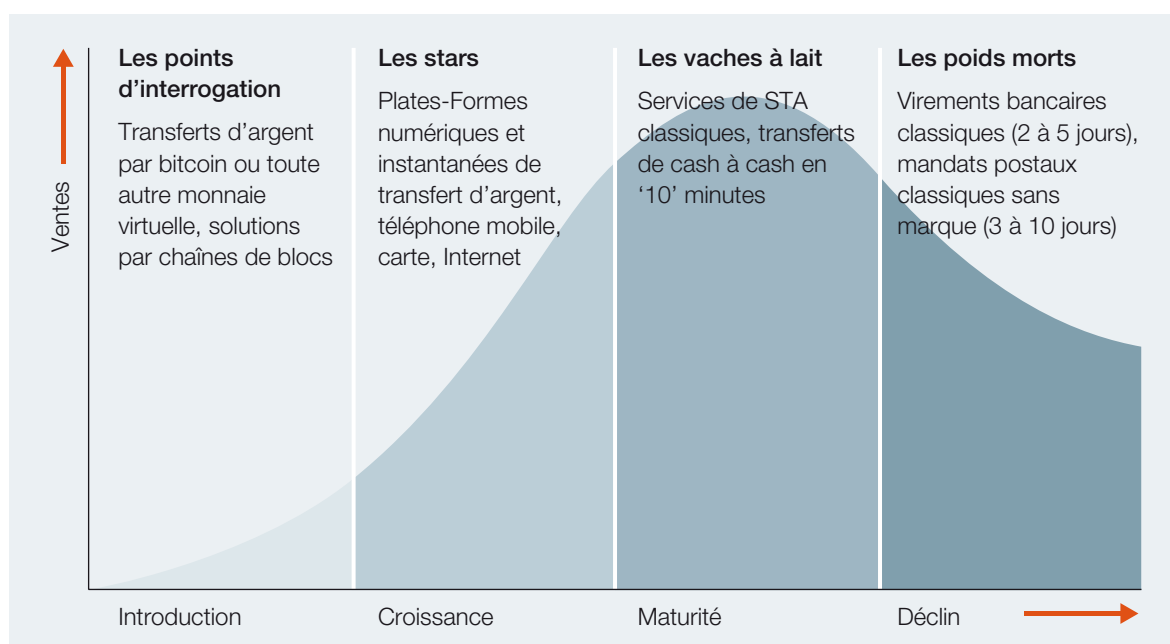 Les points
d’interrogation
Transferts d’argent
par bitcoin ou toute
autre monnaie
virtuelle, solutions
par chaînes de blocs
Les stars
Plates-Formes
numériques et
instantanées de
transfert d’argent,
téléphone mobile,
carte, Internet
Les vaches à lait
Services de STA
classiques, transferts
de cash à cash en
‘10’ minutes
Les poids morts
Virements bancaires
classiques (2 à 5 jours),
mandats postaux
classiques sans
marque (3 à 10 jours)
Ventes
Introduction
Croissance
Maturité
Déclin